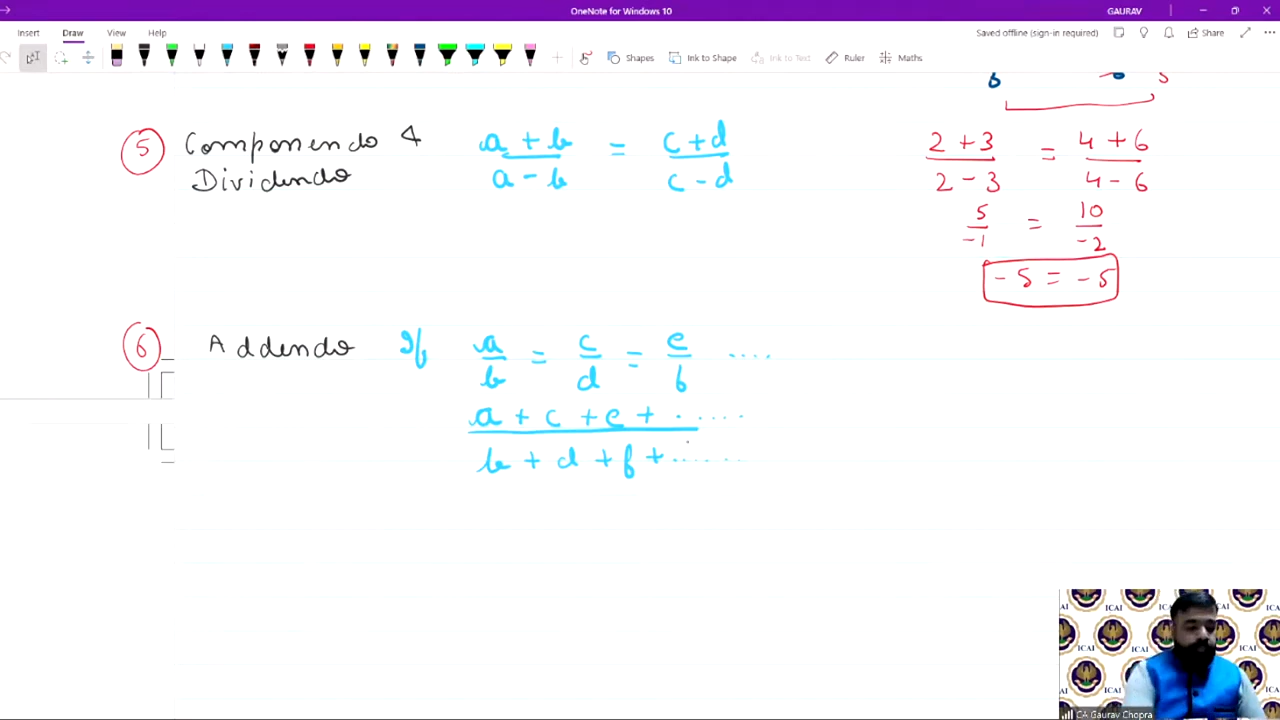 OneNote for Windows 10
GAURAV
Insert Draw View Help
Saved offline (sign-in required)
Share
Shapes
Ink to Shape
Ink to Text
Ruler
Maths
5 Componendo & Dividendo
a + b / a - b = c + d / c - d
2 + 3 / 2 - 3 = 4 + 6 / 4 - 6
5 / -1 = 10 / -2
-5 = -5
6 Addendo If a / b = c / d = e / f ....
a + c + e + ......
b + d + f + ......
ICAI
CA Gaurav Chopra